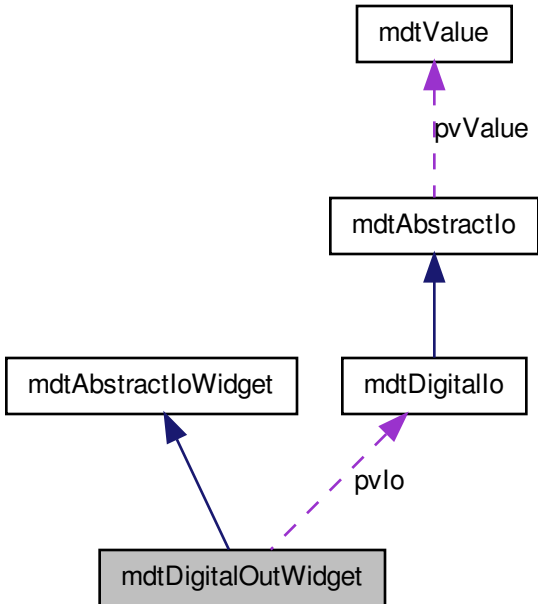 mdtValue
pvValue
mdtAbstractIo
mdtAbstractIoWidget
mdtDigitalIo
pvIo
mdtDigitalOutWidget